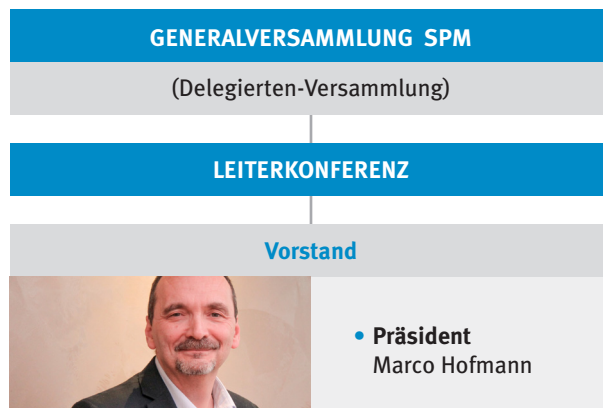 GENERALVERSAMMLUNG SPM
(Delegierten-Versammlung)
LEITERKONFERENZ
Vorstand
• Präsident
Marco Hofmann